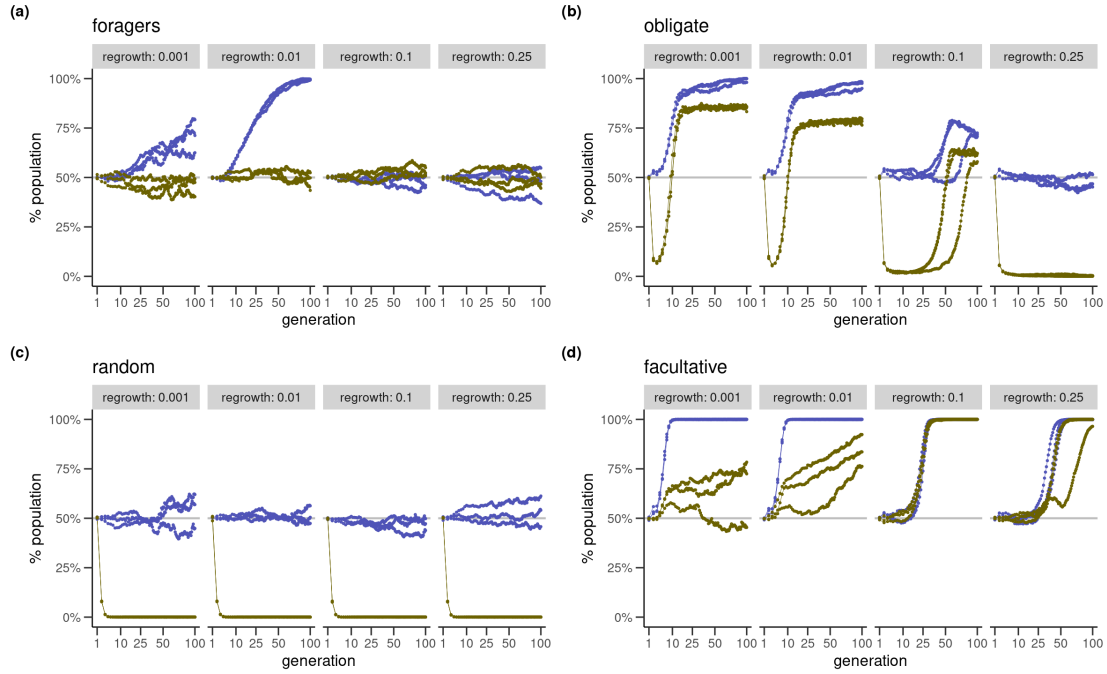 (a)
foragers
regrowth: 0.001 regrowth: 0.01 regrowth: 0.1 regrowth: 0.25
100%
75%
50%
25%
0%
% population
1 10 25 50 100 1 10 25 50 100 1 10 25 50 100 1 10 25 50 100
generation
(b)
obligate
regrowth: 0.001 regrowth: 0.01 regrowth: 0.1 regrowth: 0.25
100%
75%
50%
25%
0%
% population
1 10 25 50 100 1 10 25 50 100 1 10 25 50 100 1 10 25 50 100
generation
(c)
random
regrowth: 0.001 regrowth: 0.01 regrowth: 0.1 regrowth: 0.25
100%
75%
50%
25%
0%
% population
1 10 25 50 100 1 10 25 50 100 1 10 25 50 100 1 10 25 50 100
generation
(d)
facultative
regrowth: 0.001 regrowth: 0.01 regrowth: 0.1 regrowth: 0.25
100%
75%
50%
25%
0%
% population
1 10 25 50 100 1 10 25 50 100 1 10 25 50 100 1 10 25 50 100
generation